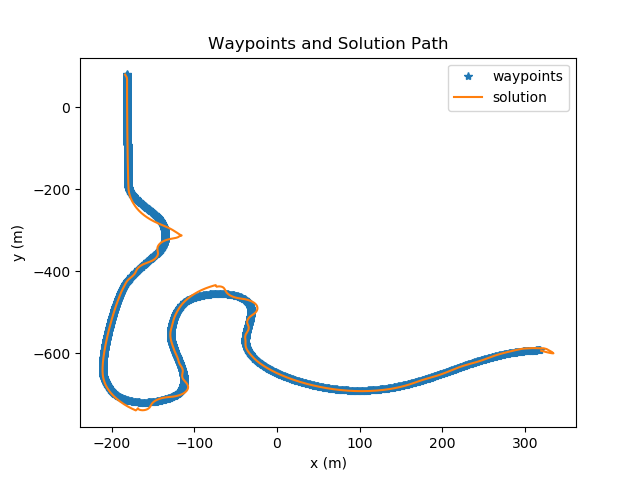 Waypoints and Solution Path
waypoints
solution
0
−200
−400
−600
y (m)
−200 −100 0 100 200 300
x (m)